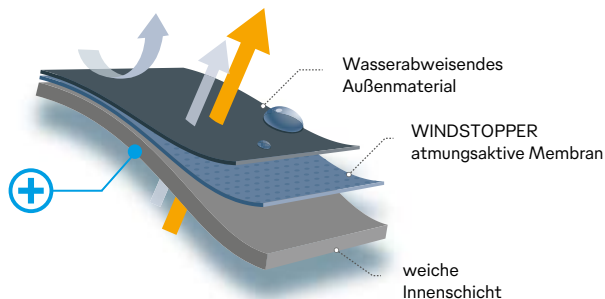 Wasserabweisendes
Außenmaterial
WINDSTOPPER
atmungsaktive Membran
weiche
Innenschicht